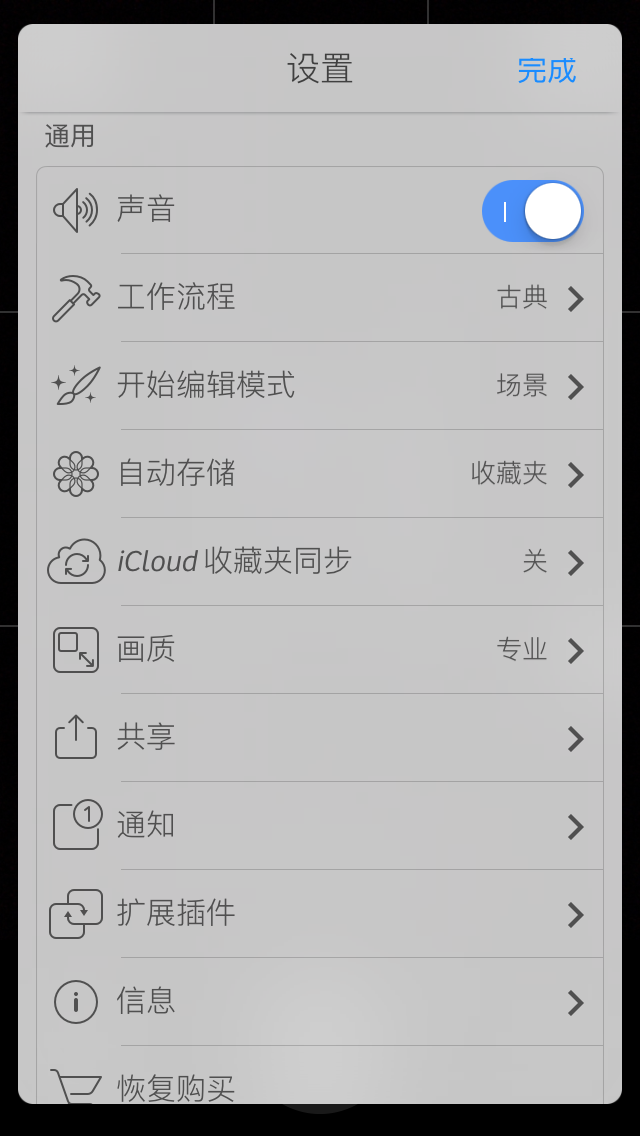 设置
完成
通用
声音
工作流程 古典
开始编辑模式 场景
自动存储 收藏夹
iCloud 收藏夹同步 关
画质 专业
共享
1
通知
扩展插件
信息
恢复购买